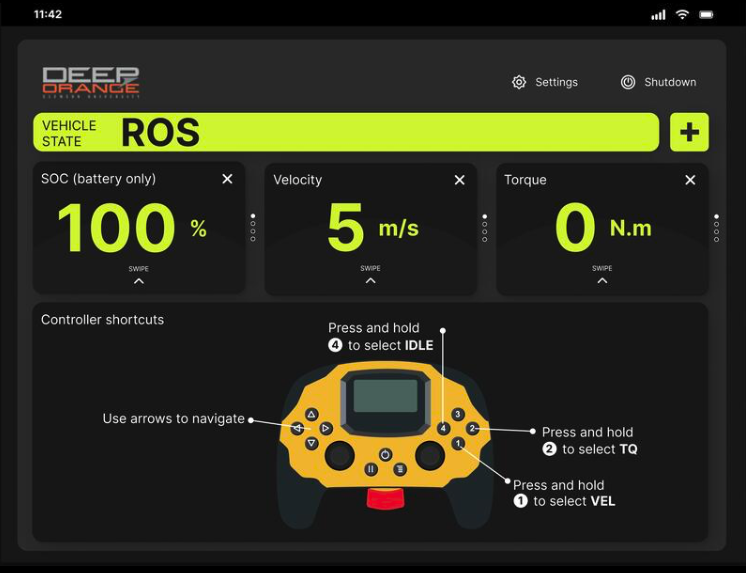 11:42
DEEP
ORANGE
CLEMSON UNIVERSITY
Settings
Shutdown
VEHICLE
STATE
ROS
+
SOC (battery only)
100 %
SWIPE
Velocity
5 m/s
SWIPE
Torque
0 N.m
SWIPE
Controller shortcuts
Press and hold
4 to select IDLE
Use arrows to navigate
3
4
2
1
Press and hold
2 to select TQ
Press and hold
1 to select VEL